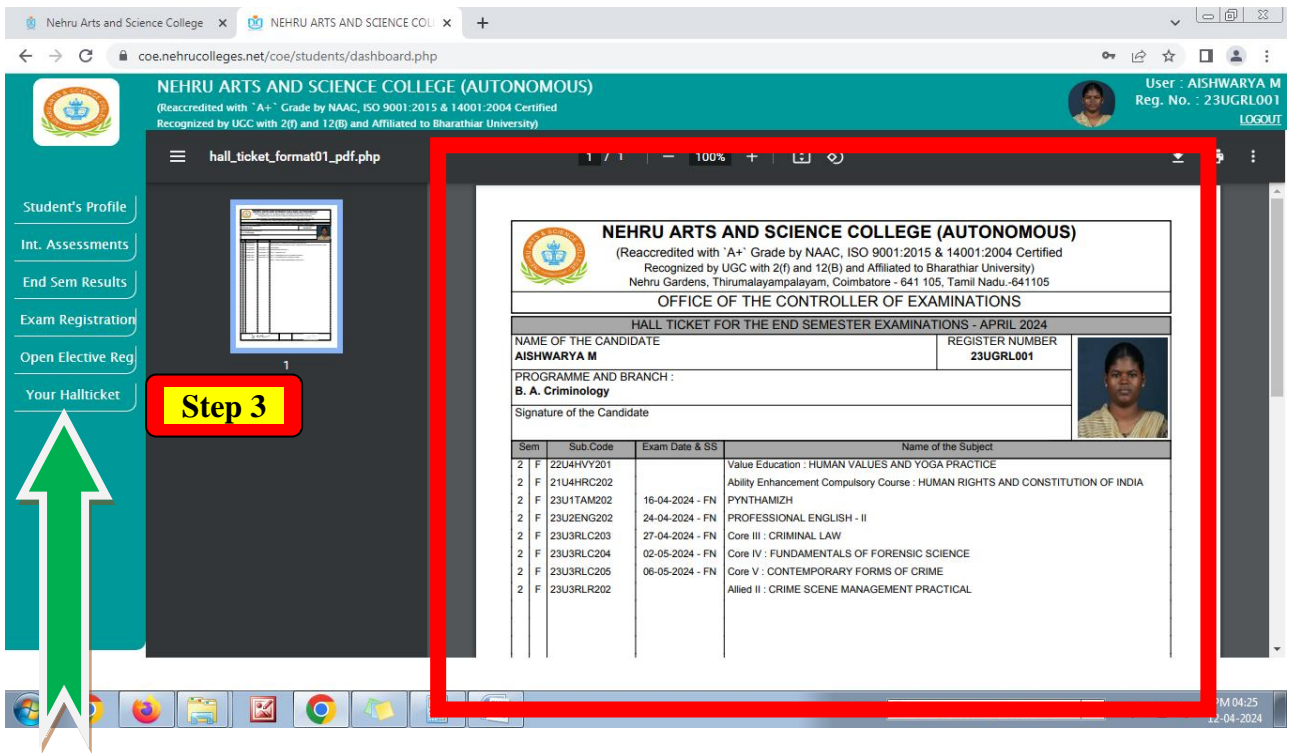 Nehru Arts and Science College
NEHRU ARTS AND SCIENCE COLL
coe.nehrucolleges.net/coe/students/dashboard.php
NEHRU ARTS AND SCIENCE COLLEGE (AUTONOMOUS)
(Reaccredited with `A+` Grade by NAAC, ISO 9001:2015 & 14001:2004 Certified
Recognized by UGC with 2(f) and 12(B) and Affiliated to Bharathiar University)
User : AISHWARYA M
Reg. No. : 23UGRL001
LOGOUT
hall_ticket_format01_pdf.php
1 / 1
100%
Student's Profile
Int. Assessments
End Sem Results
Exam Registration
Open Elective Reg
Your Hallticket
1
Step 3
NEHRU ARTS AND SCIENCE COLLEGE (AUTONOMOUS)
(Reaccredited with `A+` Grade by NAAC, ISO 9001:2015 & 14001:2004 Certified
Recognized by UGC with 2(f) and 12(B) and Affiliated to Bharathiar University)
Nehru Gardens, Thirumalayampalayam, Coimbatore - 641 105, Tamil Nadu.-641105
OFFICE OF THE CONTROLLER OF EXAMINATIONS
HALL TICKET FOR THE END SEMESTER EXAMINATIONS - APRIL 2024
NAME OF THE CANDIDATE REGISTER NUMBER
AISHWARYA M 23UGRL001
PROGRAMME AND BRANCH :
B. A. Criminology
Signature of the Candidate
Sem Sub.Code Exam Date & SS Name of the Subject
2 F 22U4HVY201 Value Education : HUMAN VALUES AND YOGA PRACTICE
2 F 21U4HRC202 Ability Enhancement Compulsory Course : HUMAN RIGHTS AND CONSTITUTION OF INDIA
2 F 23U1TAM202 16-04-2024 - FN PYNTHAMIZH
2 F 23U2ENG202 24-04-2024 - FN PROFESSIONAL ENGLISH - II
2 F 23U3RLC203 27-04-2024 - FN Core III : CRIMINAL LAW
2 F 23U3RLC204 02-05-2024 - FN Core IV : FUNDAMENTALS OF FORENSIC SCIENCE
2 F 23U3RLC205 06-05-2024 - FN Core V : CONTEMPORARY FORMS OF CRIME
2 F 23U3RLR202 Allied II : CRIME SCENE MANAGEMENT PRACTICAL
PM 04:25
12-04-2024